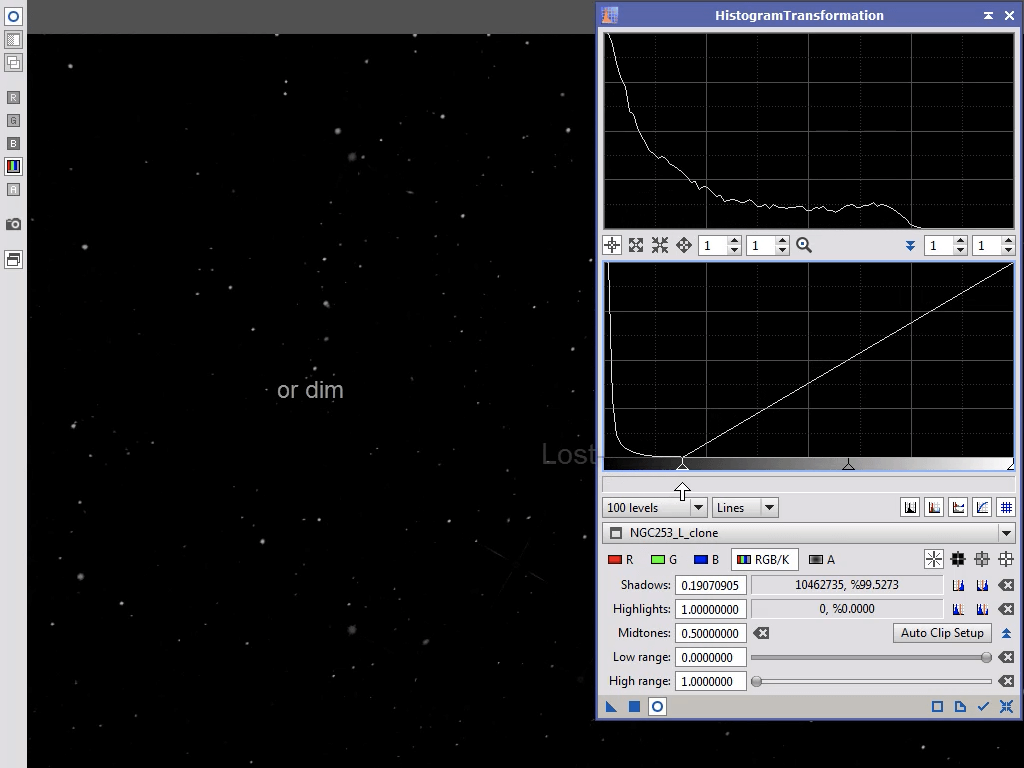 HistogramTransformation
R
G
B
A
1
1
1
1
or dim
Lost
100 levels
Lines
NGC253_L_clone
R
G
B
RGB/K
A
Shadows: 0.19070905 10462735, %99.5273
Highlights: 1.00000000 0, %0.0000
Midtones: 0.50000000 Auto Clip Setup
Low range: 0.0000000
High range: 1.0000000